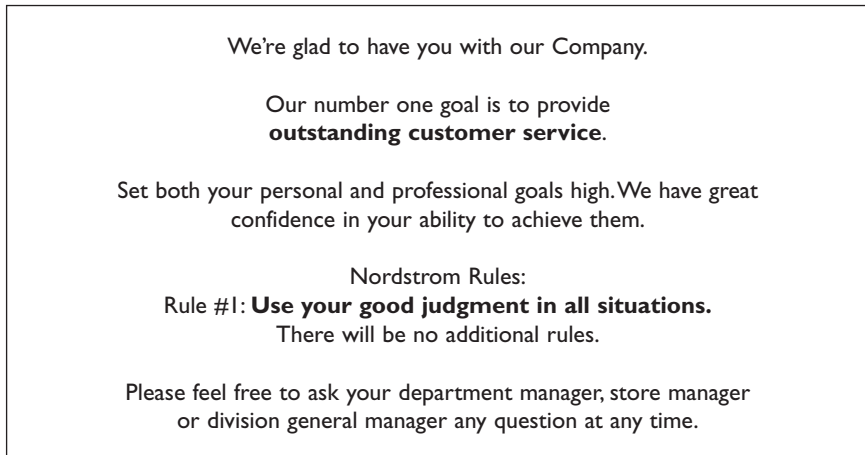 We’re glad to have you with our Company.
Our number one goal is to provide
outstanding customer service.
Set both your personal and professional goals high. We have great
confidence in your ability to achieve them.
Nordstrom Rules:
Rule #1: Use your good judgment in all situations.
There will be no additional rules.
Please feel free to ask your department manager, store manager
or division general manager any question at any time.